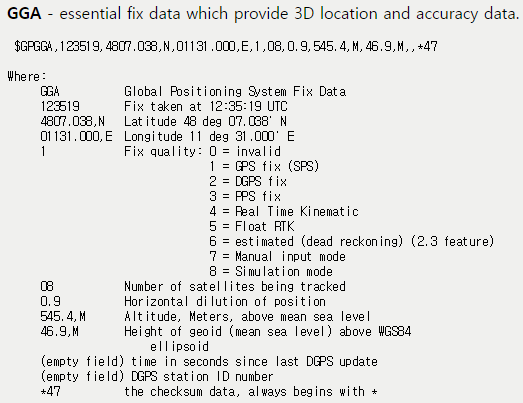 GGA - essential fix data which provide 3D location and accuracy data.
$GPGGA,123519,4807.038,N,01131.000,E,1,08,0.9,545.4,M,46.9,M,,*47
Where:
GGA Global Positioning System Fix Data
123519 Fix taken at 12:35:19 UTC
4807.038,N Latitude 48 deg 07.038' N
01131.000,E Longitude 11 deg 31.000' E
1 Fix quality: 0 = invalid
1 = GPS fix (SPS)
2 = DGPS fix
3 = PPS fix
4 = Real Time Kinematic
5 = Float RTK
6 = estimated (dead reckoning) (2.3 feature)
7 = Manual input mode
8 = Simulation mode
08 Number of satellites being tracked
0.9 Horizontal dilution of position
545.4,M Altitude, Meters, above mean sea level
46.9,M Height of geoid (mean sea level) above WGS84
ellipsoid
(empty field) time in seconds since last DGPS update
(empty field) DGPS station ID number
*47 the checksum data, always begins with *